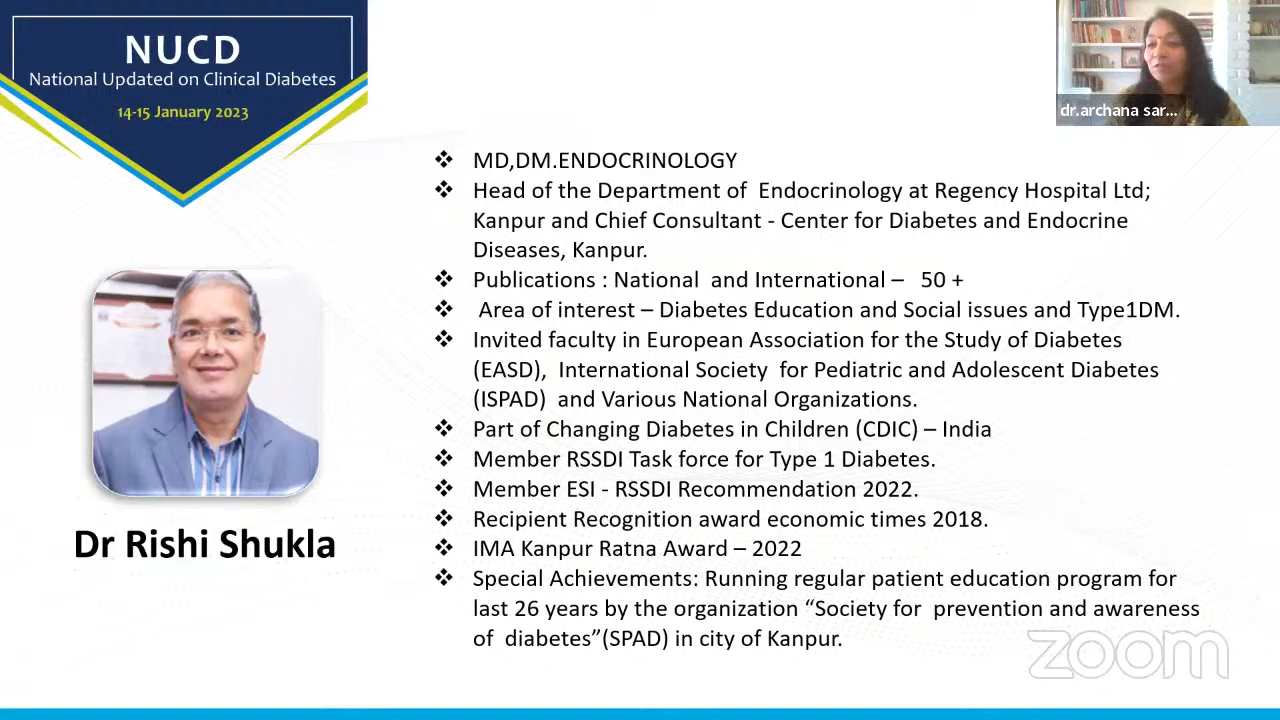 NUCD
National Updated on Clinical Diabetes
14-15 January 2023
dr.archana sar...
❖ MD,DM.ENDOCRINOLOGY
❖ Head of the Department of Endocrinology at Regency Hospital Ltd;
Kanpur and Chief Consultant - Center for Diabetes and Endocrine
Diseases, Kanpur.
❖ Publications : National and International – 50 +
❖ Area of interest – Diabetes Education and Social issues and Type1DM.
❖ Invited faculty in European Association for the Study of Diabetes
(EASD), International Society for Pediatric and Adolescent Diabetes
(ISPAD) and Various National Organizations.
❖ Part of Changing Diabetes in Children (CDIC) – India
❖ Member RSSDI Task force for Type 1 Diabetes.
❖ Member ESI - RSSDI Recommendation 2022.
❖ Recipient Recognition award economic times 2018.
❖ IMA Kanpur Ratna Award – 2022
❖ Special Achievements: Running regular patient education program for
last 26 years by the organization “Society for prevention and awareness
of diabetes”(SPAD) in city of Kanpur.
Dr Rishi Shukla
zoom